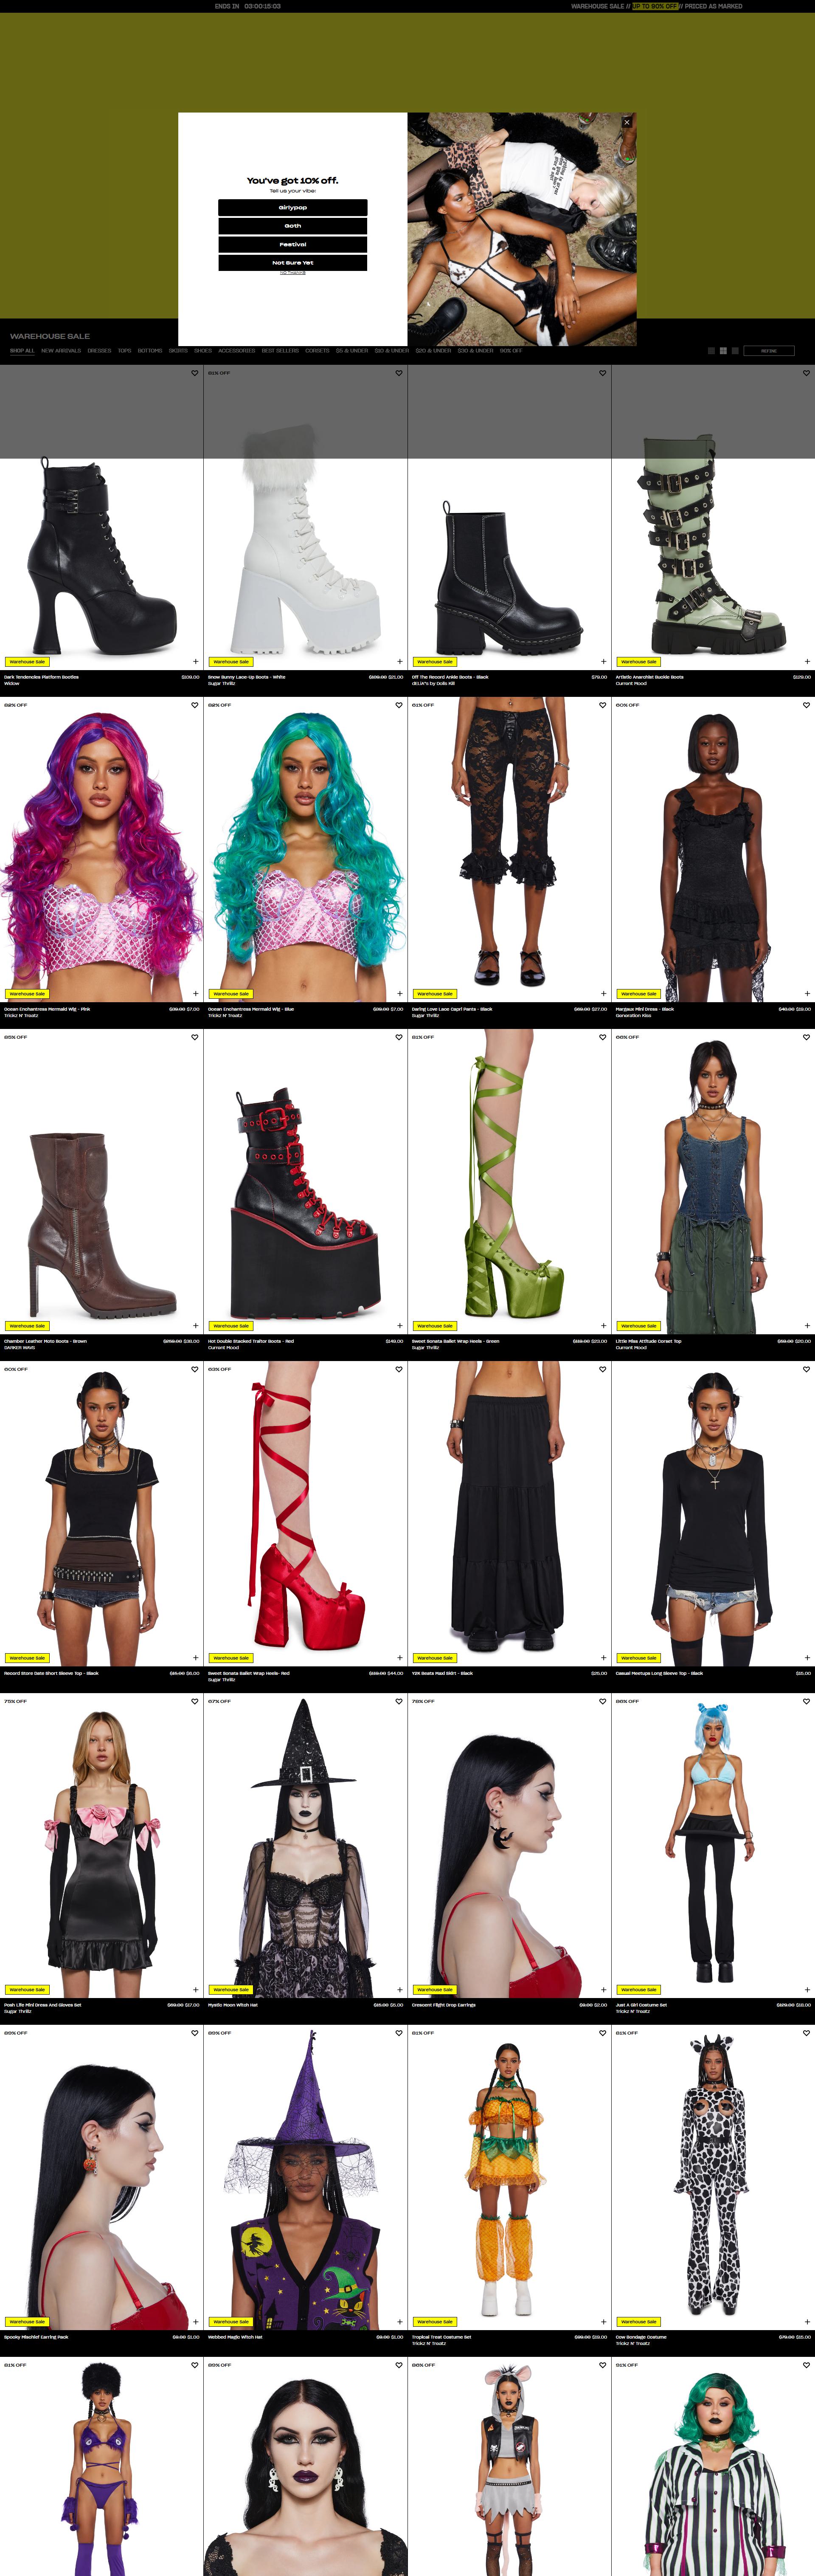 ENDS IN 03:00:15:03
WAREHOUSE SALE // UP TO 90% OFF // PRICED AS MARKED
You've got 10% off.
Tell us your vibe!
Girlypop
Goth
Festival
Not Sure Yet
NO THANKS
WAREHOUSE SALE
SHOP ALL NEW ARRIVALS DRESSES TOPS BOTTOMS SKIRTS SHOES ACCESSORIES BEST SELLERS CORSETS $5 & UNDER $10 & UNDER $20 & UNDER $30 & UNDER 90% OFF
REFINE
81% OFF
Warehouse Sale
Warehouse Sale
Warehouse Sale
Warehouse Sale
Dark Tendencies Platform Booties $109.00
Widow
Snow Bunny Lace-Up Boots - White $109.00 $21.00
Sugar Thrillz
Off The Record Ankle Boots - Black $79.00
dELiA*s by Dolls Kill
Artistic Anarchist Buckle Boots $129.00
Current Mood
82% OFF
82% OFF
61% OFF
60% OFF
Warehouse Sale
Warehouse Sale
Warehouse Sale
Warehouse Sale
Ocean Enchantress Mermaid Wig - Pink $39.00 $7.00
Trickz N' Treatz
Ocean Enchantress Mermaid Wig - Blue $39.00 $7.00
Trickz N' Treatz
Daring Love Lace Capri Pants - Black $69.00 $27.00
Sugar Thrillz
Margaux Mini Dress - Black $48.00 $19.00
Generation Kiss
85% OFF
81% OFF
66% OFF
Warehouse Sale
Warehouse Sale
Warehouse Sale
Warehouse Sale
Chamber Leather Moto Boots - Brown $38.00
DARKER WAVS
Hot Double Stacked Traitor Boots - Red $148.00
Current Mood
Sweet Sonata Ballet Wrap Heels - Green $119.00 $23.00
Sugar Thrillz
Little Miss Attitude Corset Top $59.00 $20.00
Current Mood
60% OFF
63% OFF
Warehouse Sale
Warehouse Sale
Warehouse Sale
Warehouse Sale
Record Store Date Short Sleeve Top - Black $15.00 $6.00
Sweet Sonata Ballet Wrap Heels- Red $119.00 $44.00
Sugar Thrillz
Y2K Beats Maxi Skirt - Black $25.00
Casual Meetups Long Sleeve Top - Black $15.00
75% OFF
67% OFF
78% OFF
86% OFF
Warehouse Sale
Warehouse Sale
Warehouse Sale
Warehouse Sale
Posh Life Mini Dress And Gloves Set $69.00 $17.00
Sugar Thrillz
Mystic Moon Witch Hat $15.00 $5.00
Crescent Flight Drop Earrings $9.00 $2.00
Just A Girl Costume Set $129.00 $18.00
Trickz N' Treatz
89% OFF
89% OFF
81% OFF
81% OFF
Warehouse Sale
Warehouse Sale
Warehouse Sale
Warehouse Sale
Spooky Mischief Earring Pack $9.00 $1.00
Webbed Magic Witch Hat $9.00 $1.00
Tropical Treat Costume Set $99.00 $19.00
Trickz N' Treatz
Cow Bondage Costume $79.00 $15.00
Trickz N' Treatz
81% OFF
89% OFF
86% OFF
91% OFF